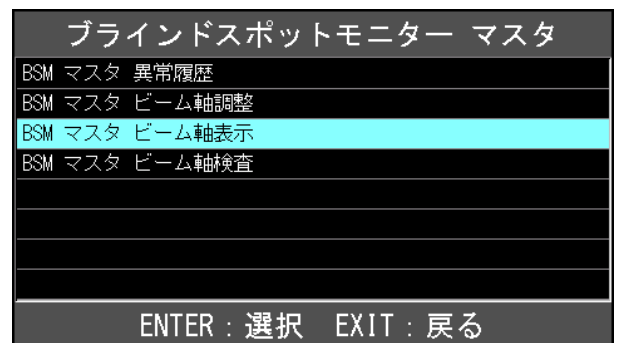 ブラインドスポットモニター マスタ
BSM マスタ 異常履歴
BSM マスタ ビーム軸調整
BSM マスタ ビーム軸表示
BSM マスタ ビーム軸検査
ENTER：選択 EXIT：戻る